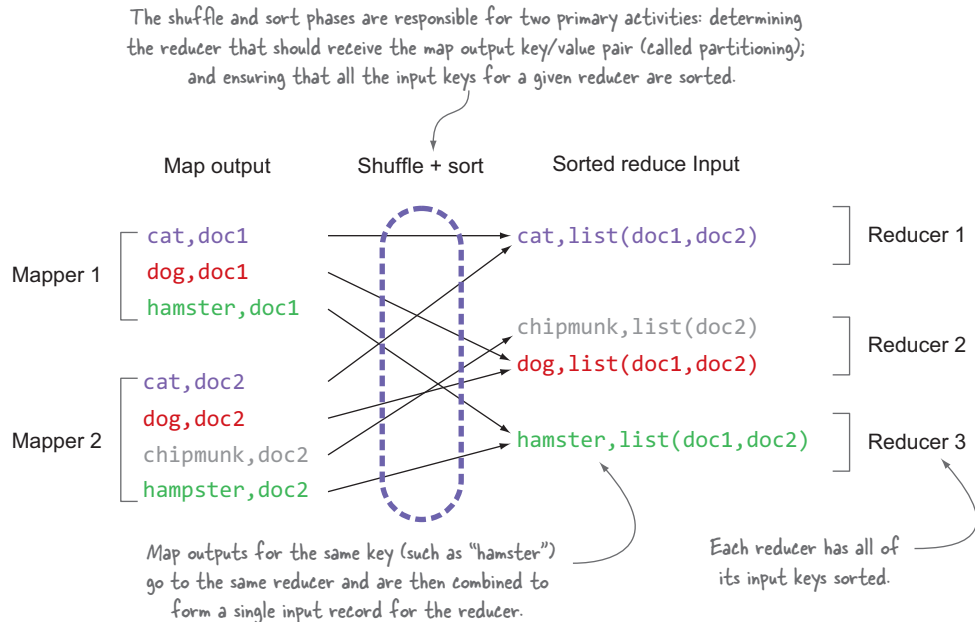 The shuffle and sort phases are responsible for two primary activities: determining
the reducer that should receive the map output key/value pair (called partitioning);
and ensuring that all the input keys for a given reducer are sorted.
Map output
Shuffle + sort
Sorted reduce Input
Mapper 1
cat,doc1
dog,doc1
hamster,doc1
Mapper 2
cat,doc2
dog,doc2
chipmunk,doc2
hampster,doc2
cat,list(doc1,doc2)
Reducer 1
chipmunk,list(doc2)
dog,list(doc1,doc2)
Reducer 2
hamster,list(doc1,doc2)
Reducer 3
Map outputs for the same key (such as “hamster”)
go to the same reducer and are then combined to
form a single input record for the reducer.
Each reducer has all of
its input keys sorted.